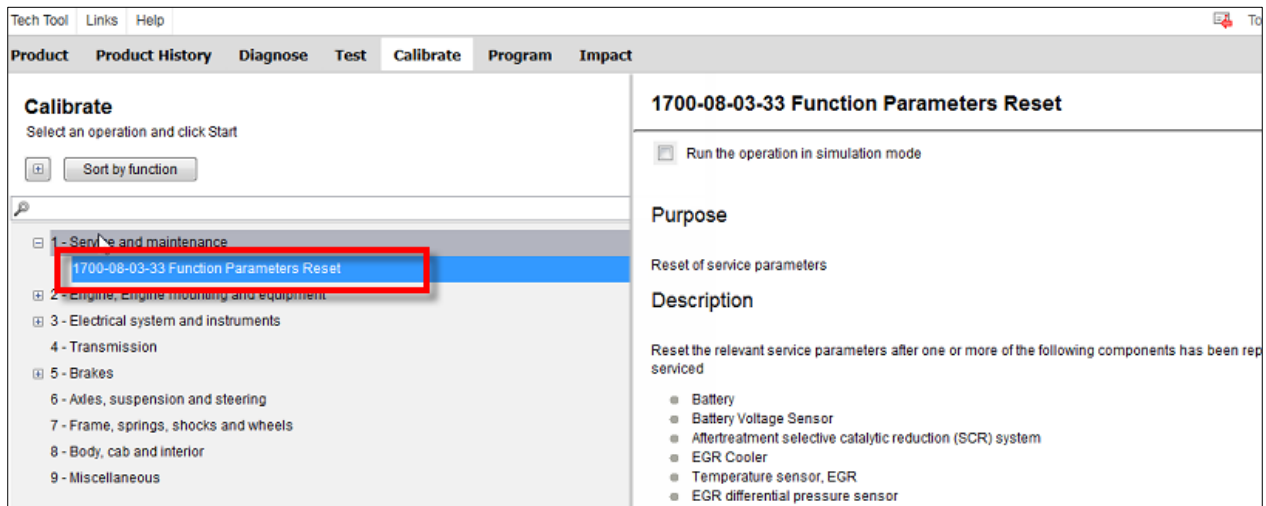 Tech Tool Links Help To
Product Product History Diagnose Test Calibrate Program Impact
Calibrate
Select an operation and click Start
Sort by function
1 - Service and maintenance
1700-08-03-33 Function Parameters Reset
2 - Engine, Engine mounting and equipment
3 - Electrical system and instruments
4 - Transmission
5 - Brakes
6 - Axles, suspension and steering
7 - Frame, springs, shocks and wheels
8 - Body, cab and interior
9 - Miscellaneous
1700-08-03-33 Function Parameters Reset
Run the operation in simulation mode
Purpose
Reset of service parameters
Description
Reset the relevant service parameters after one or more of the following components has been rep
serviced
Battery
Battery Voltage Sensor
Aftertreatment selective catalytic reduction (SCR) system
EGR Cooler
Temperature sensor, EGR
EGR differential pressure sensor